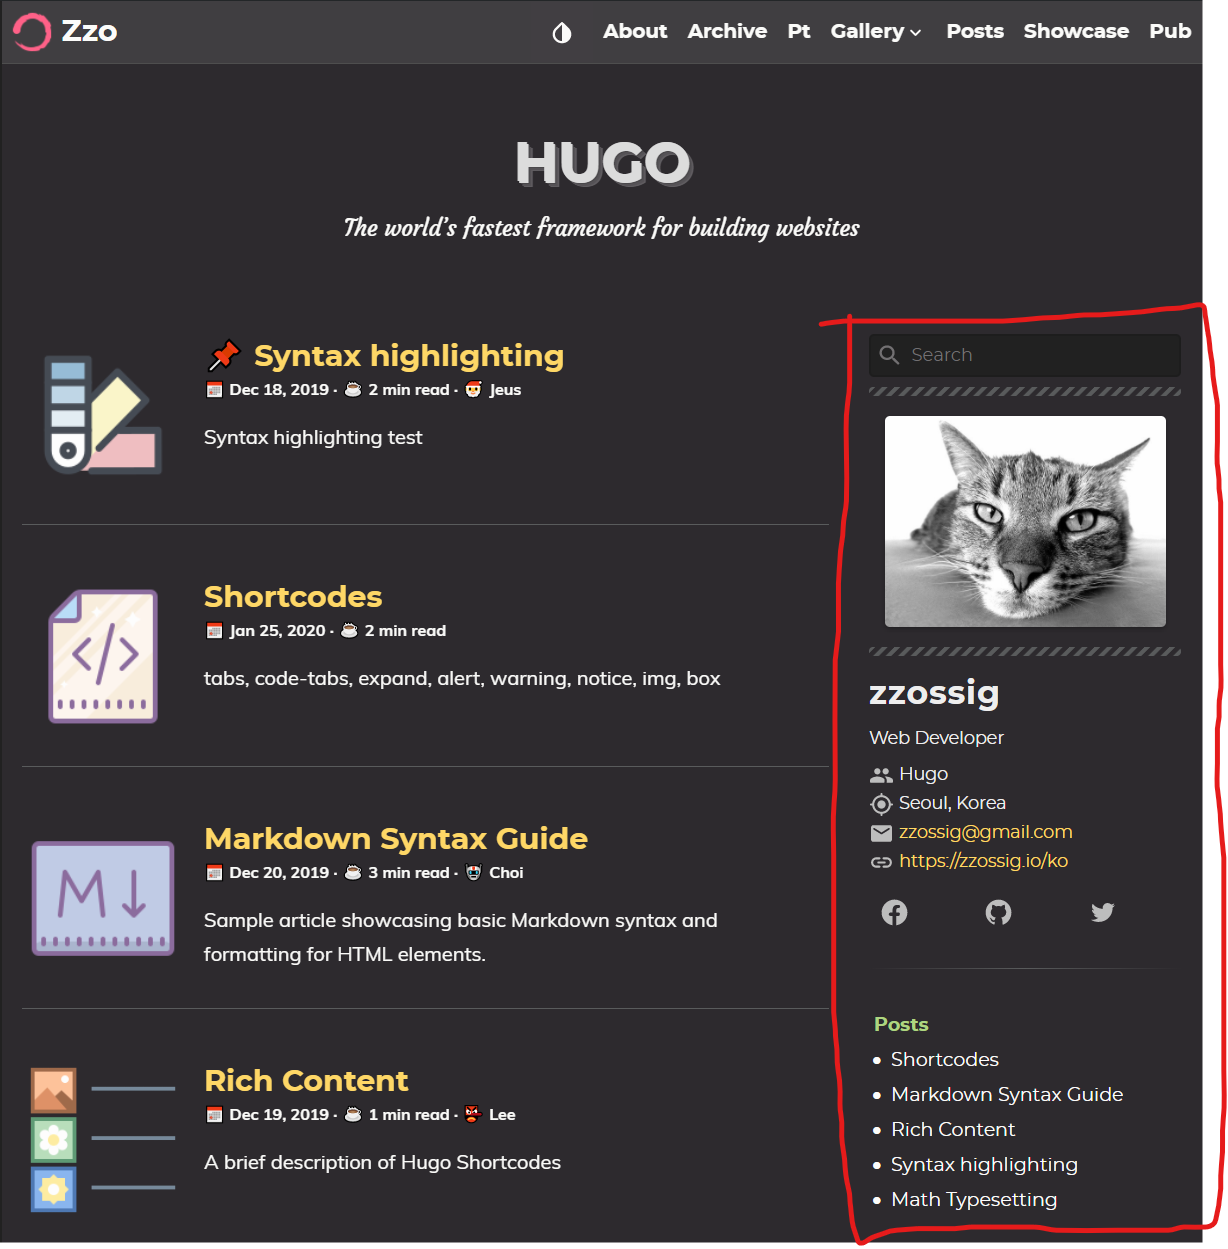 Zzo
About Archive Pt Gallery Posts Showcase Pub
HUGO
The world's fastest framework for building websites
Syntax highlighting
Dec 18, 2019 · 2 min read · Jeus
Syntax highlighting test
Shortcodes
Jan 25, 2020 · 2 min read
tabs, code-tabs, expand, alert, warning, notice, img, box
Markdown Syntax Guide
Dec 20, 2019 · 3 min read · Choi
Sample article showcasing basic Markdown syntax and
formatting for HTML elements.
Rich Content
Dec 19, 2019 · 1 min read · Lee
A brief description of Hugo Shortcodes
Search
zzossig
Web Developer
Hugo
Seoul, Korea
zzossig@gmail.com
https://zzossig.io/ko
Posts
• Shortcodes
• Markdown Syntax Guide
• Rich Content
• Syntax highlighting
• Math Typesetting